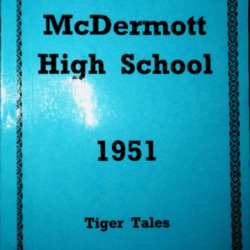 McDermott
High School
1951
Tiger Tales